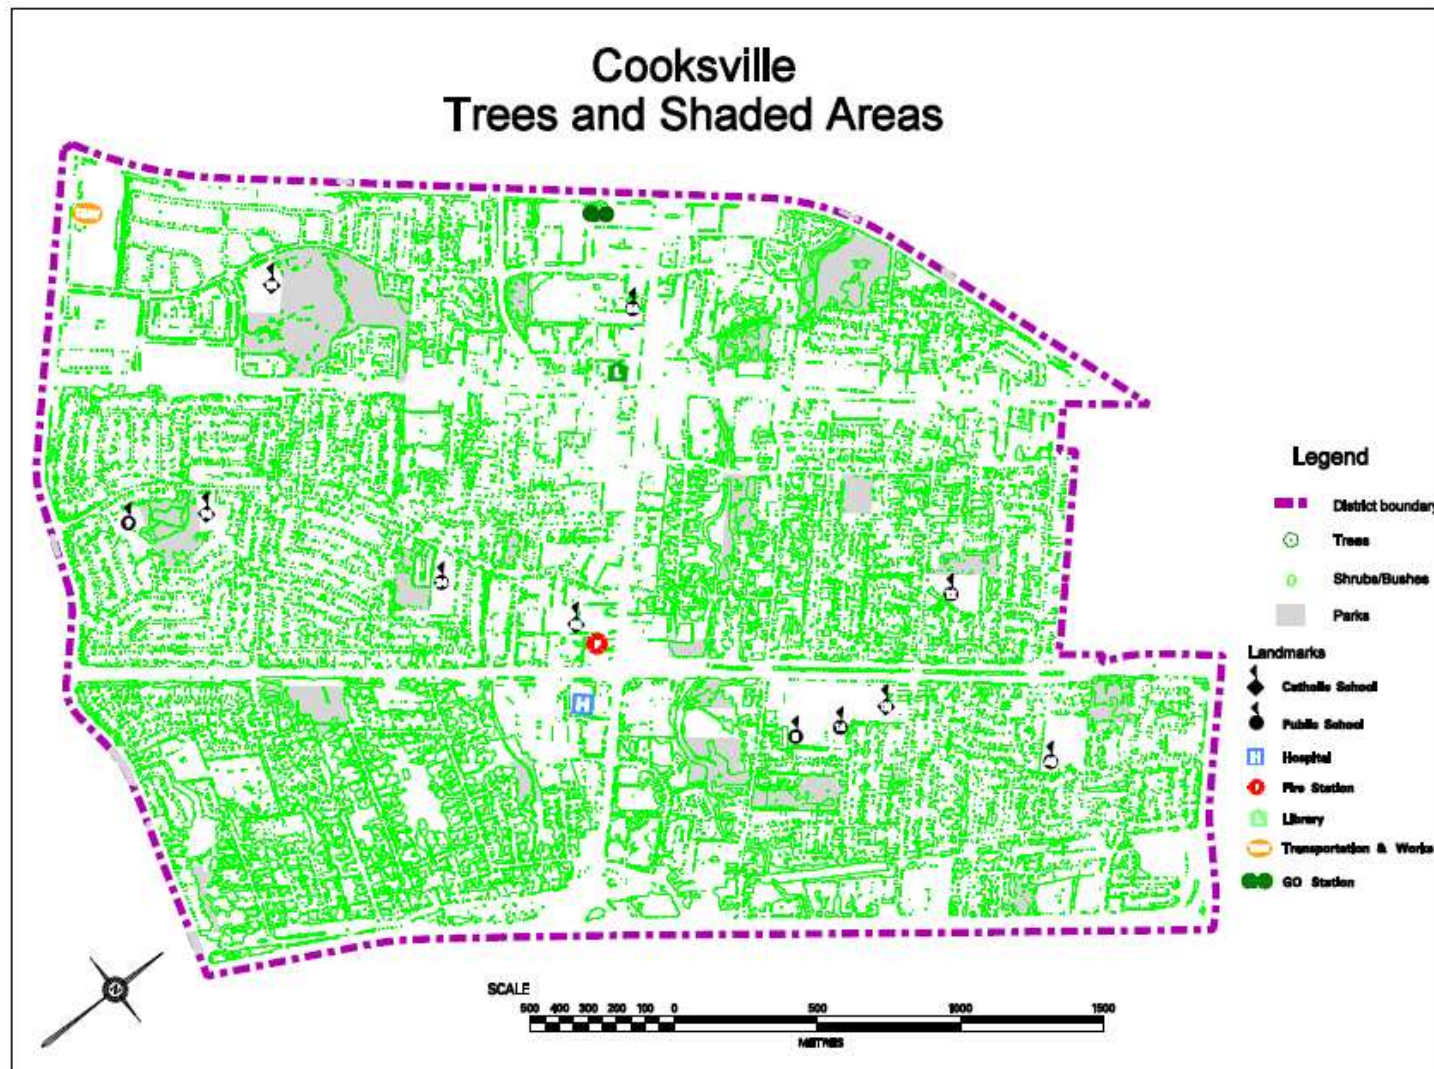 Cooksville
Trees and Shaded Areas
L
F
H
Legend
District boundary
Trees
Shrubs/Bushes
Parks
Landmarks
Catholic School
Public School
H Hospital
F Fire Station
L Library
Transportation & Works
GO Station
SCALE
500 400 300 200 100 0 500 1000 1500
METRES